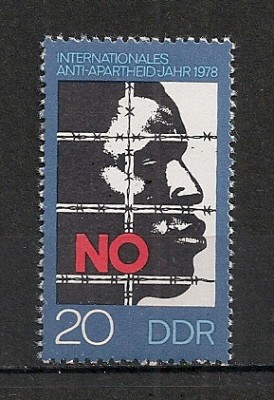 INTERNATIONALES
ANTI-APARTHEID-JAHR 1978
NO
20 DDR